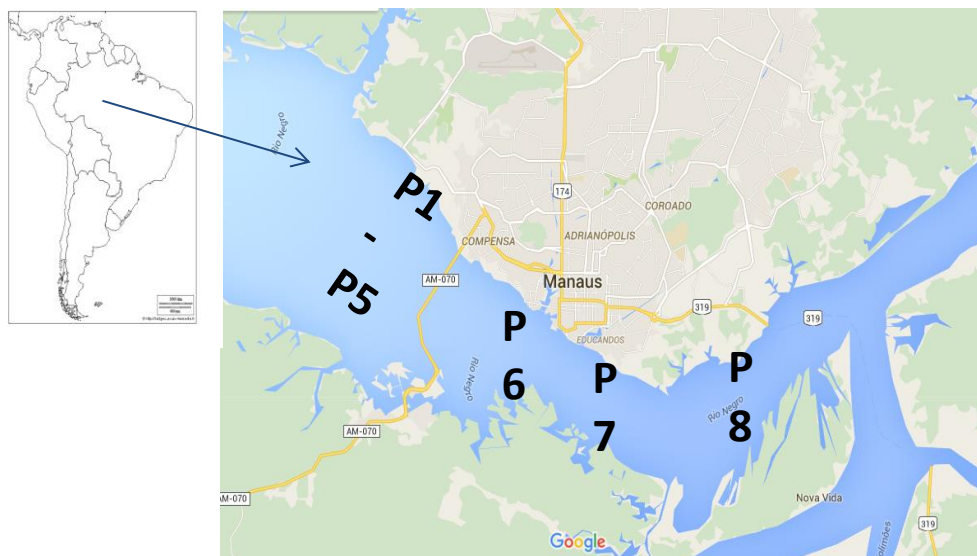 Rio Negro
P1
-
P5
COMPENSA
AM-070
174
COROADO
ADRIANÓPOLIS
Manaus
319
319
EDUCANDOS
P
6
P
7
P
8
Rio Negro
Rio Negro
AM-070
AM-070
Nova Vida
319
Google